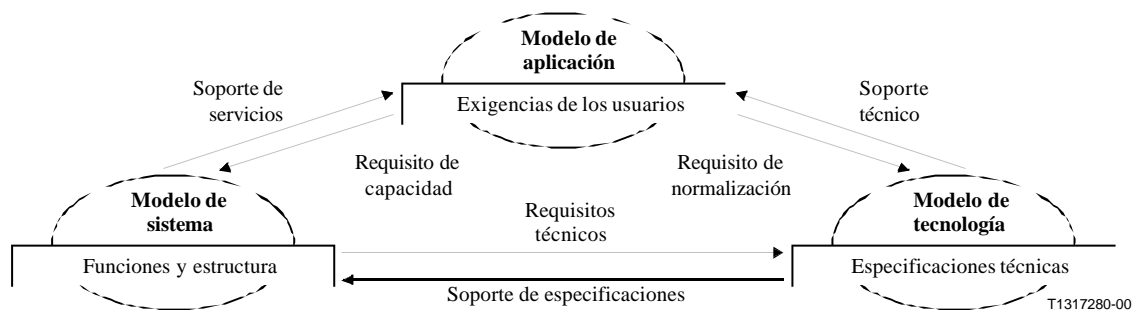 Modelo de
aplicación
Exigencias de los usuarios
Soporte de
servicios
Soporte
técnico
Requisito de
capacidad
Requisito de
normalización
Modelo de
sistema
Funciones y estructura
Requisitos
técnicos
Soporte de especificaciones
Modelo de
tecnología
Especificaciones técnicas
T1317280-00